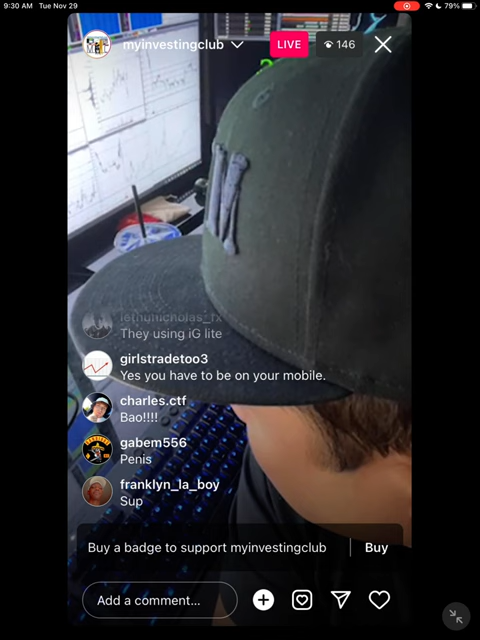 9:30 AM Tue Nov 29
79%
myinvestingclub
LIVE
146
lethunicholas_fx
They using iG lite
girlstradetoo3
Yes you have to be on your mobile.
charles.ctf
Bao!!!!
gabem556
Penis
franklyn_la_boy
Sup
Buy a badge to support myinvestingclub
Buy
Add a comment...